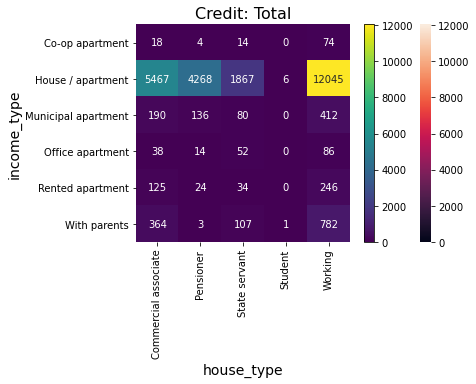 Credit: Total
income_type
Co-op apartment 18 4 14 0 74
House / apartment 5467 4268 1867 6 12045
Municipal apartment 190 136 80 0 412
Office apartment 38 14 52 0 86
Rented apartment 125 24 34 0 246
With parents 364 3 107 1 782
Commercial associate
Pensioner
State servant
Student
Working
house_type
12000
10000
8000
6000
4000
2000
0
12000
10000
8000
6000
4000
2000
0